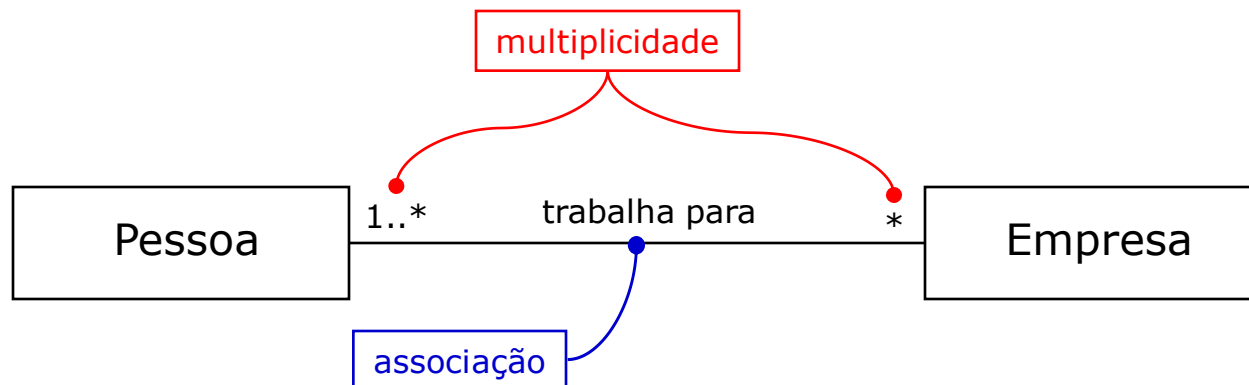 multiplicidade
1..*
trabalha para
*
Pessoa
Empresa
associação